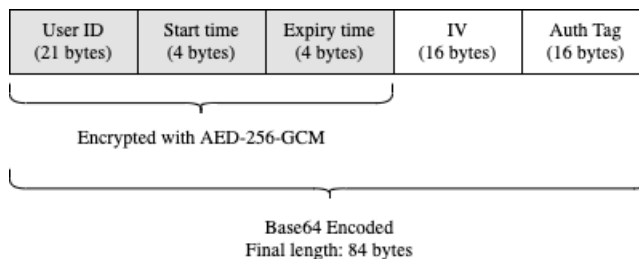 User ID
(21 bytes)
Start time
(4 bytes)
Expiry time
(4 bytes)
IV
(16 bytes)
Auth Tag
(16 bytes)
Encrypted with AED-256-GCM
Base64 Encoded
Final length: 84 bytes